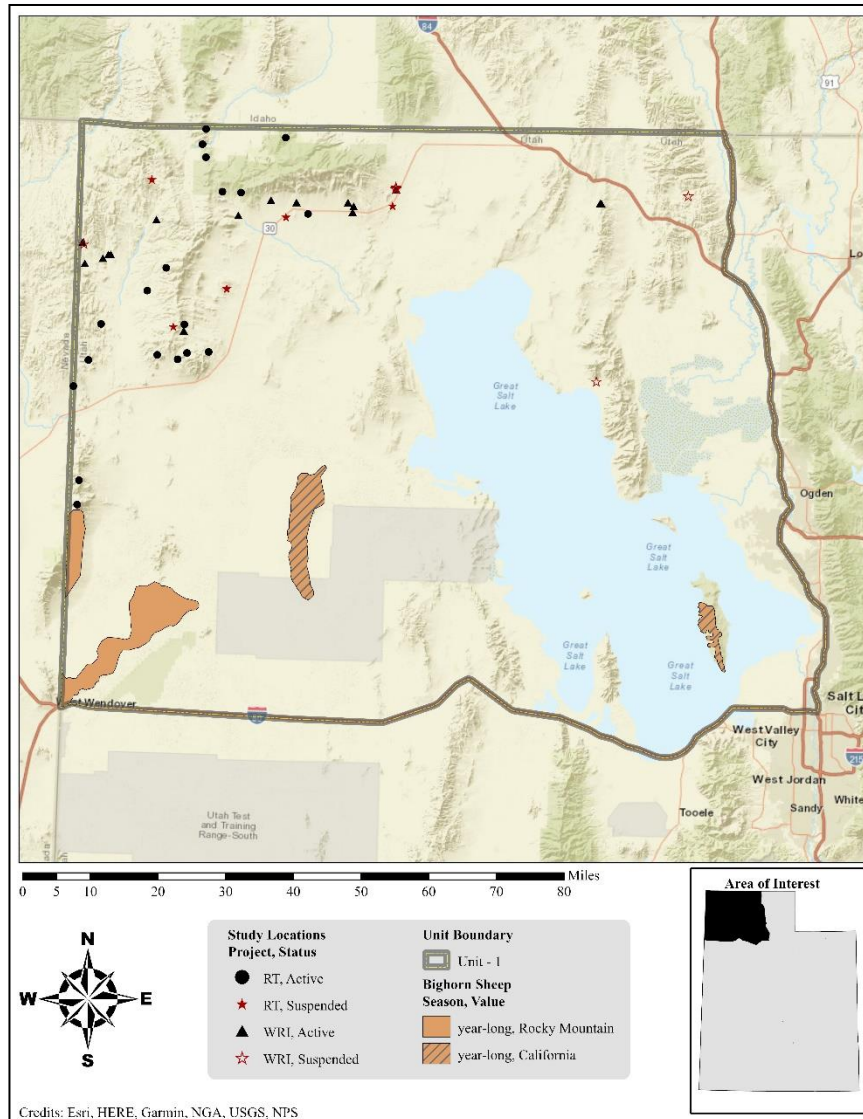 84
91
Idaho
Utah
Utah
30
Nevada
Utah
Great
Salt
Lake
Ogden
Great
Salt
Lake
Great
Salt
Lake
Great
Salt
Lake
West Wendover
Salt L
City
West Valley
City
215
West Jordan
Utah Test
and Training
Range-South
Tooele
Sandy
White
Lo
0 5 10 20 30 40 50 60 70 80 Miles
Area of Interest
N
W E
S
Study Locations
Project, Status
RT, Active
RT, Suspended
WRI, Active
WRI, Suspended
Unit Boundary
Unit - 1
Bighorn Sheep
Season, Value
year-long, Rocky Mountain
year-long, California
Credits: Esri, HERE, Garmin, NGA, USGS, NPS